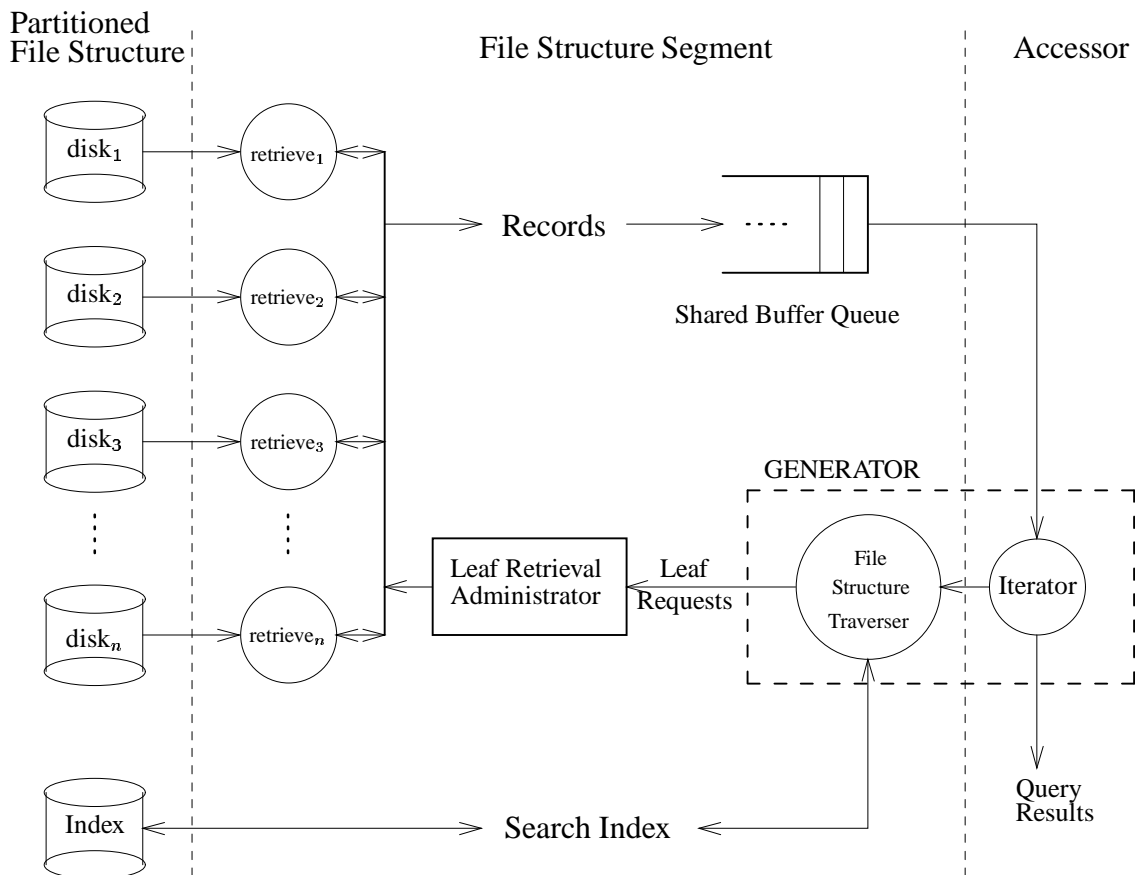 Partitioned
File Structure
File Structure Segment
Accessor
disk₁
retrieve₁
Records
....
disk₂
retrieve₂
Shared Buffer Queue
disk₃
retrieve₃
GENERATOR
Leaf Retrieval
Administrator
Leaf
Requests
File
Structure
Traverser
Iterator
diskₙ
retrieveₙ
Query
Results
Index
Search Index